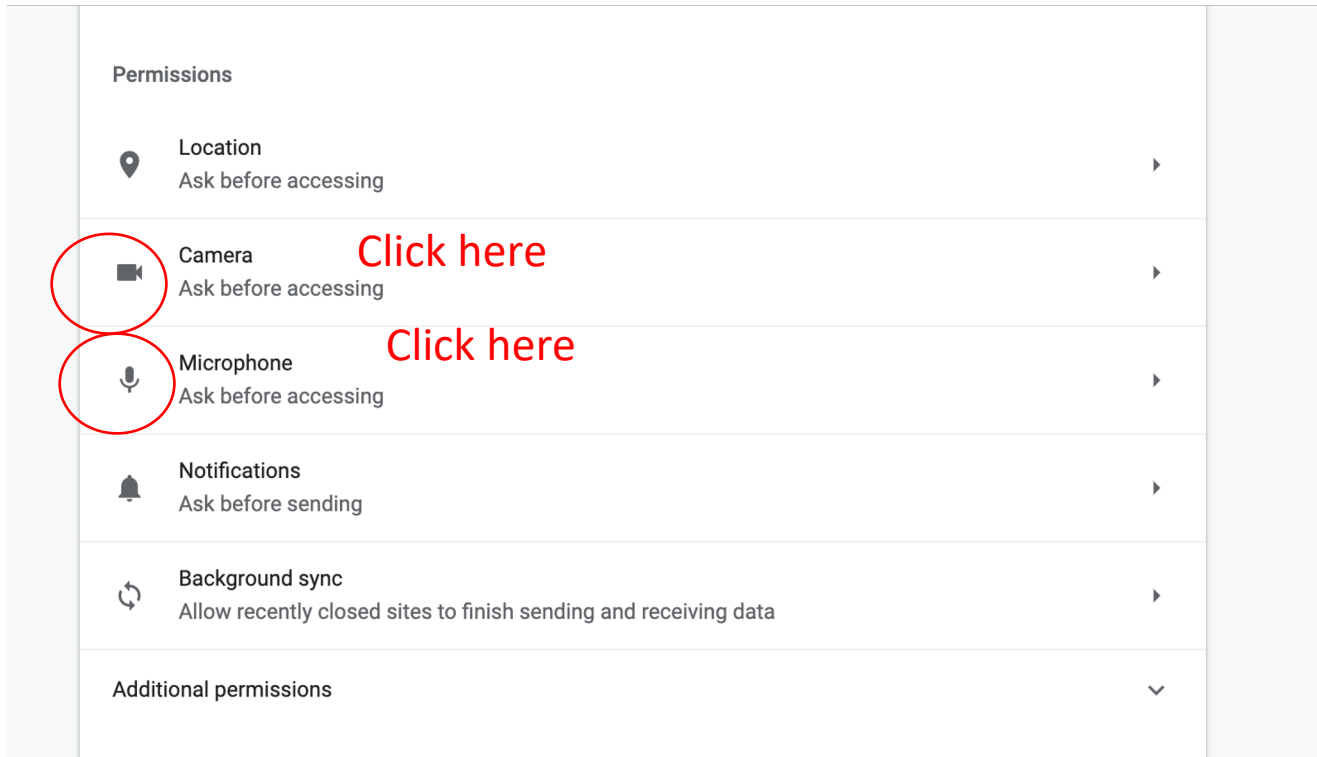 Permissions
Location
Ask before accessing
Camera
Click here
Ask before accessing
Click here
Microphone
Ask before accessing
Notifications
Ask before sending
Background sync
Allow recently closed sites to finish sending and receiving data
Additional permissions